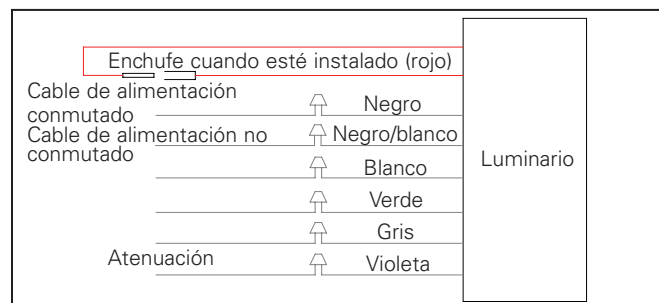 Enchufe cuando esté instalado (rojo)
Cable de alimentación
conmutado
Negro
Cable de alimentación no
conmutado
Negro/blanco
Luminario
Blanco
Verde
Gris
Atenuación
Violeta